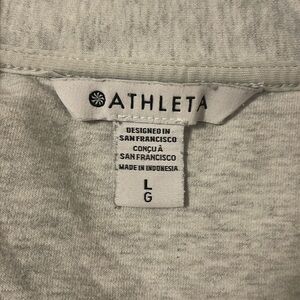 ATHLETA
DESIGNED IN
SAN FRANCISCO
CONÇU À
SAN FRANCISCO
MADE IN INDONESIA
L
G